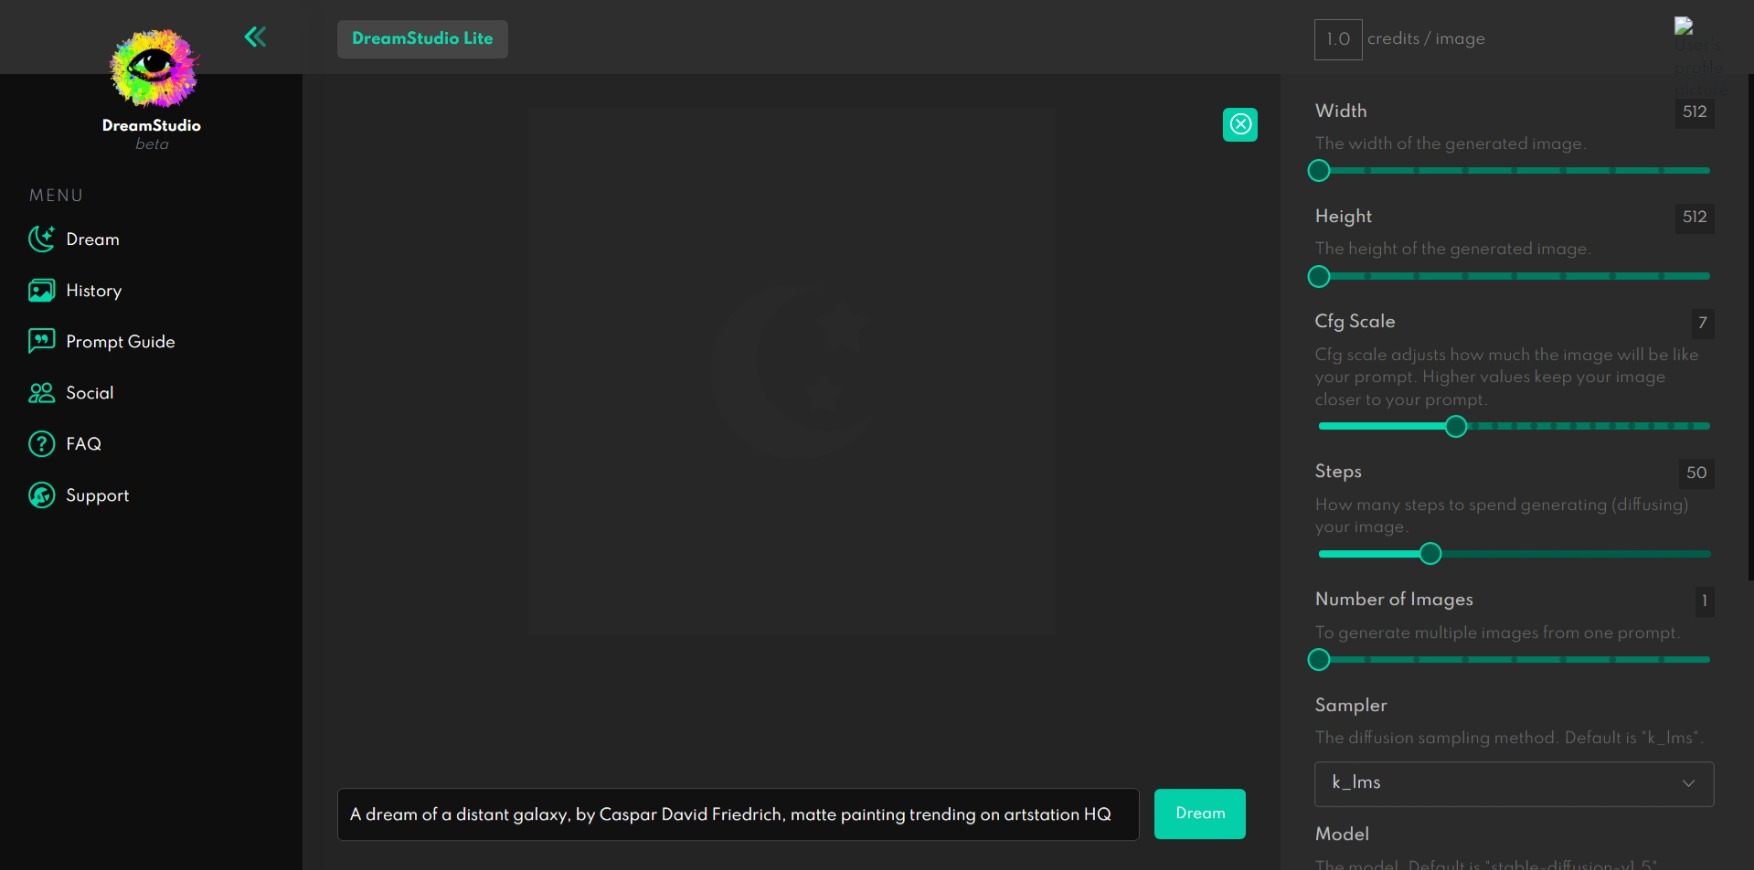 DreamStudio
beta
MENU
Dream
History
Prompt Guide
Social
FAQ
Support
DreamStudio Lite
A dream of a distant galaxy, by Caspar David Friedrich, matte painting trending on artstation HQ
Dream
1.0 credits / image
User's
profile
picture
Width 512
The width of the generated image.
Height 512
The height of the generated image.
Cfg Scale 7
Cfg scale adjusts how much the image will be like
your prompt. Higher values keep your image
closer to your prompt.
Steps 50
How many steps to spend generating (diffusing)
your image.
Number of Images 1
To generate multiple images from one prompt.
Sampler
The diffusion sampling method. Default is "k_lms".
k_lms
Model
The model. Default is "stable-diffusion-v1.5"